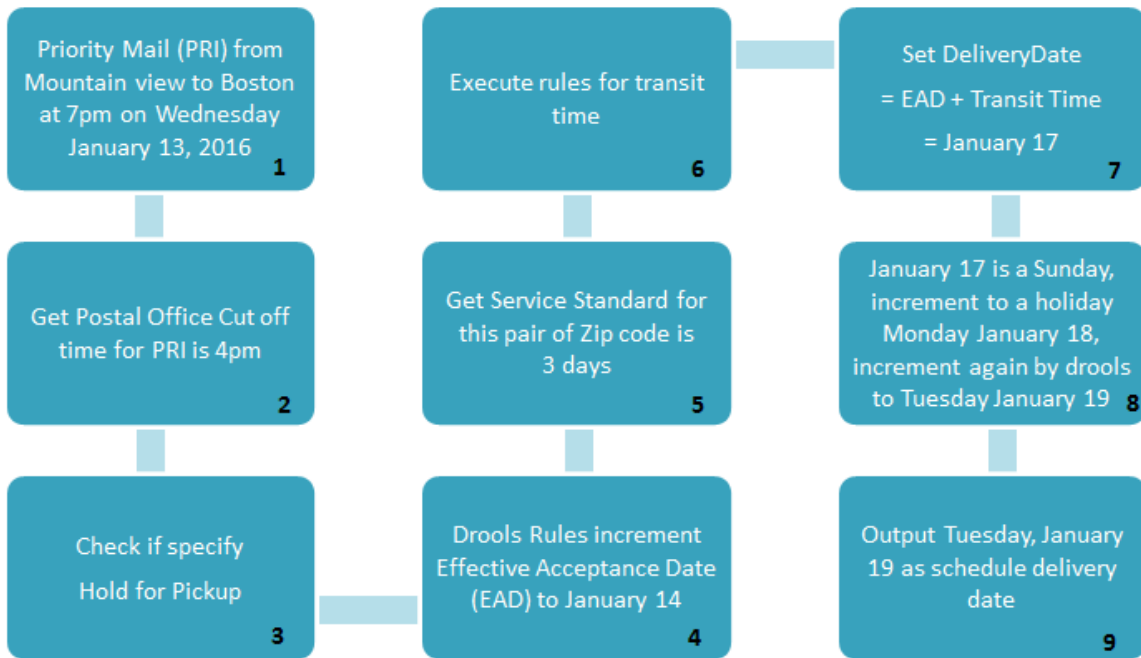 Priority Mail (PRI) from
Mountain view to Boston
at 7pm on Wednesday
January 13, 2016
1
Get Postal Office Cut off
time for PRI is 4pm
2
Check if specify
Hold for Pickup
3
Drools Rules increment
Effective Acceptance Date
(EAD) to January 14
4
Get Service Standard for
this pair of Zip code is
3 days
5
Execute rules for transit
time
6
Set DeliveryDate
= EAD + Transit Time
= January 17
7
January 17 is a Sunday,
increment to a holiday
Monday January 18,
increment again by drools
to Tuesday January 19
8
Output Tuesday, January
19 as schedule delivery
date
9